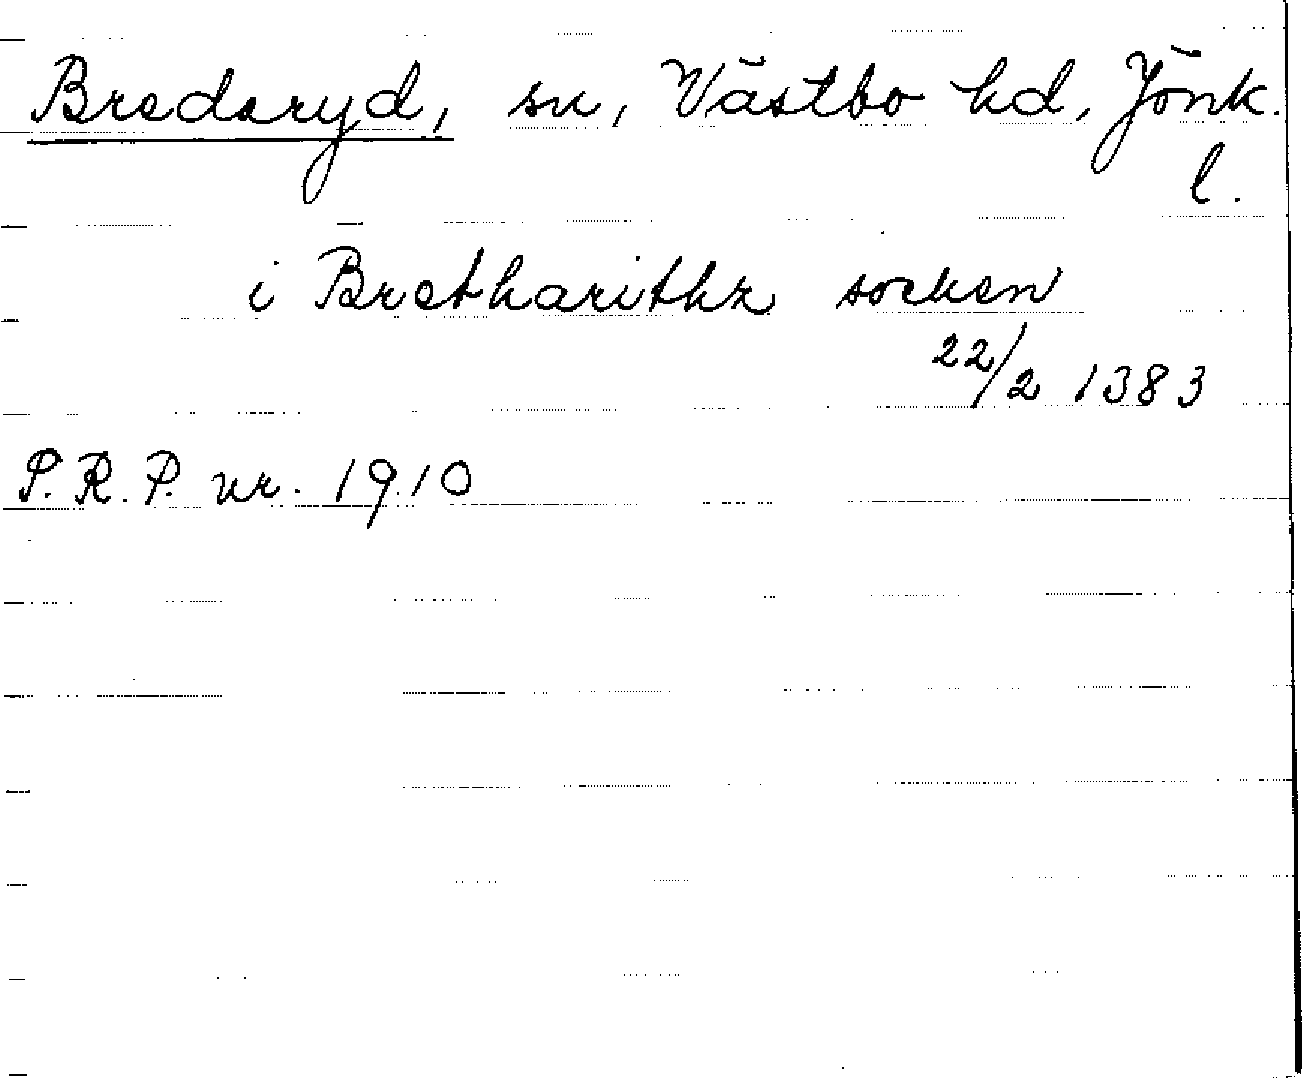 Bredaryd, sn, Västbo hd, Jönk.
l.
i Bretharithz socken
22/2 1383
S.R.P. nr. 1910